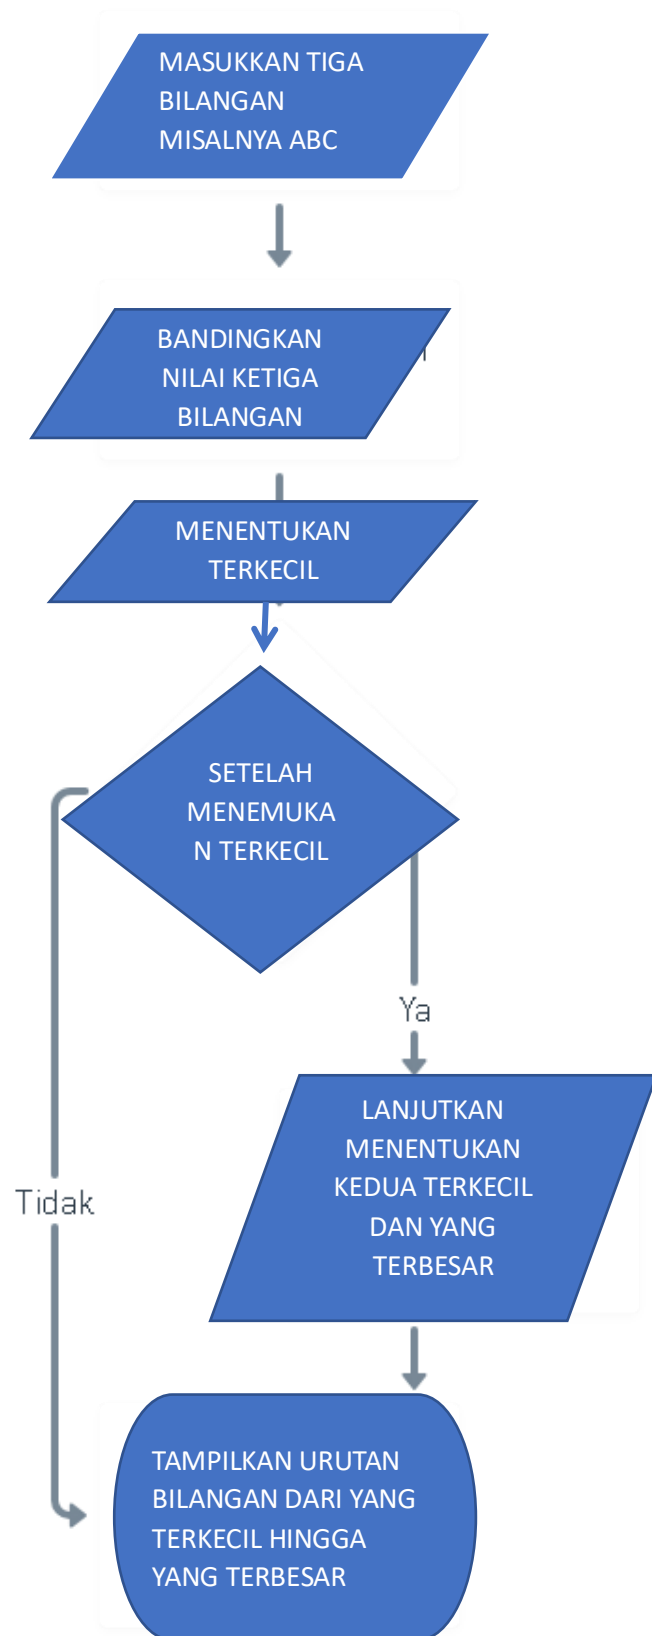 MASUKKAN TIGA
BILANGAN
MISALNYA ABC
BANDINGKAN
NILAI KETIGA
BILANGAN
MENENTUKAN
TERKECIL
SETELAH
MENEMUKA
N TERKECIL
Ya
LANJUTKAN
MENENTUKAN
KEDUA TERKECIL
DAN YANG
TERBESAR
Tidak
TAMPILKAN URUTAN
BILANGAN DARI YANG
TERKECIL HINGGA
YANG TERBESAR